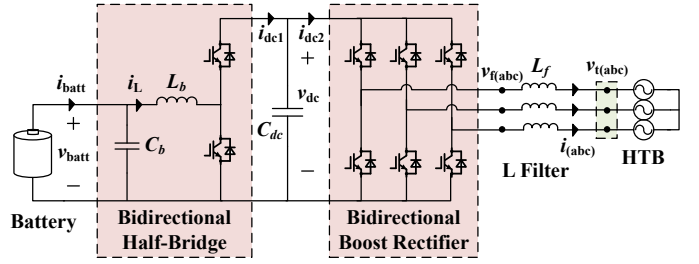 i_batt
i_L
L_b
i_dc1
i_dc2
+
v_batt
−
C_b
C_dc
+
v_dc
−
v_f(abc)
L_f
v_t(abc)
i_(abc)
L Filter
HTB
Battery
Bidirectional
Half-Bridge
Bidirectional
Boost Rectifier